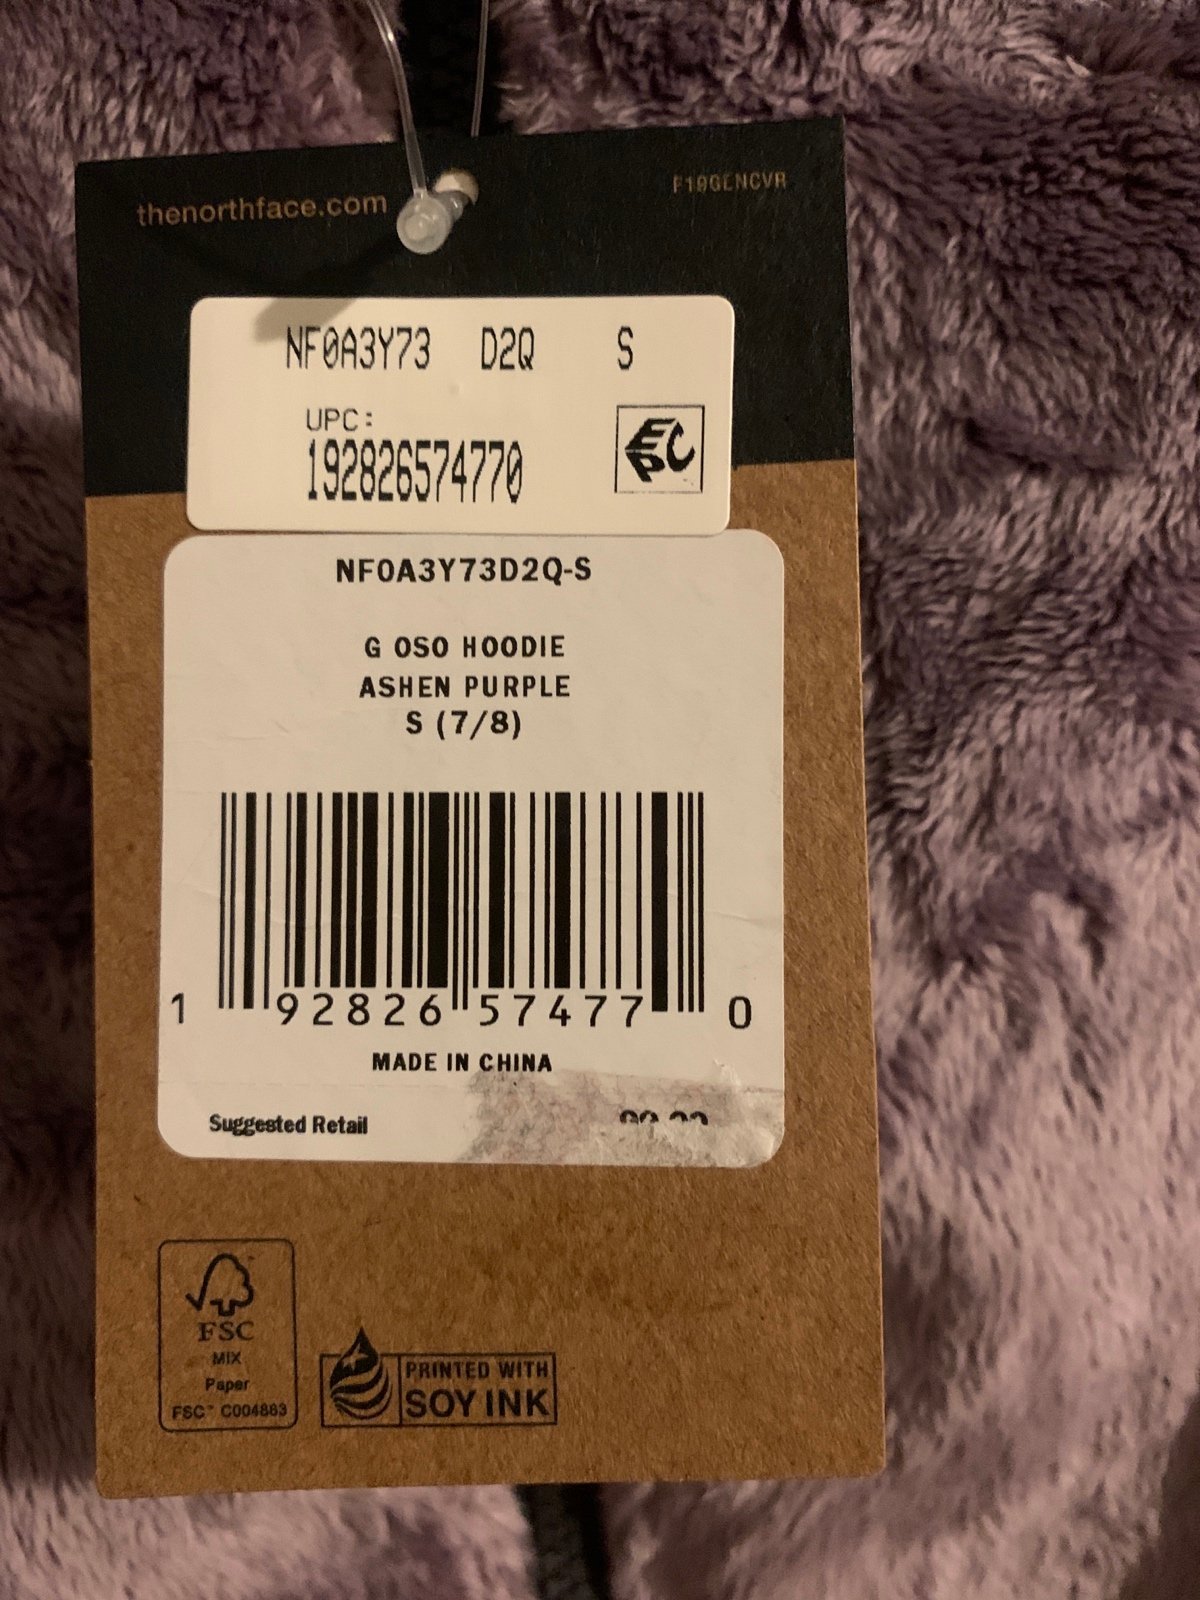 thenorthface.com
F19GENCVR
NF0A3Y73 D2Q S
UPC:
192826574770
EPC
NF0A3Y73D2Q-S
G OSO HOODIE
ASHEN PURPLE
S (7/8)
1 92826 57477 0
MADE IN CHINA
Suggested Retail
FSC
MIX
Paper
FSC™ C004883
PRINTED WITH
SOY INK